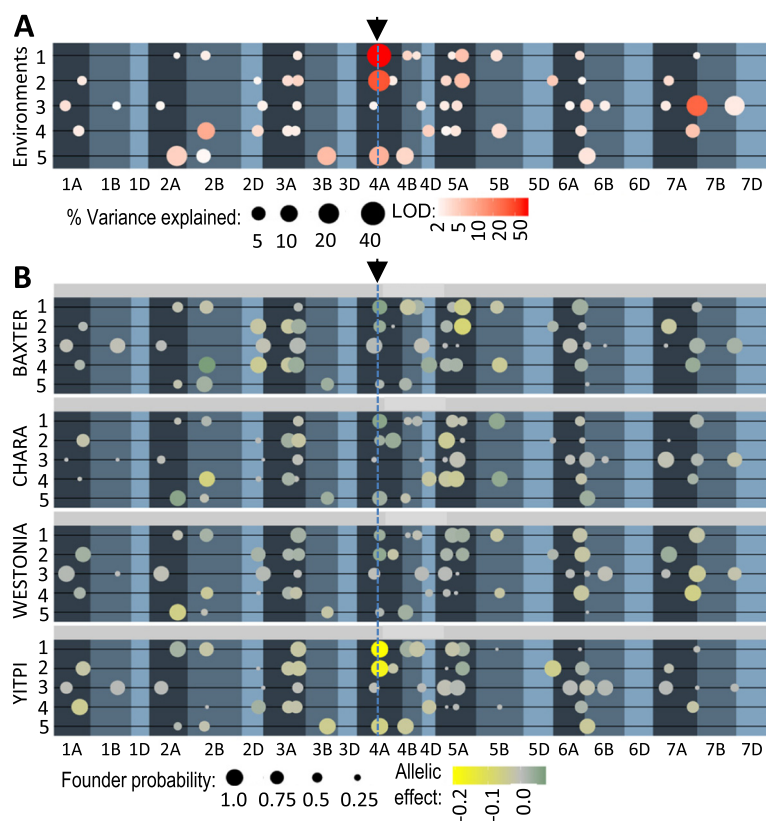 A
Environments
1
2
3
4
5
1A 1B 1D 2A 2B 2D 3A 3B 3D 4A 4B 4D 5A 5B 5D 6A 6B 6D 7A 7B 7D
% Variance explained:
5 10 20 40
LOD:
2 5 10 20 50
B
BAXTER
1
2
3
4
5
CHARA
1
2
3
4
5
WESTONIA
1
2
3
4
5
YITPI
1
2
3
4
5
1A 1B 1D 2A 2B 2D 3A 3B 3D 4A 4B 4D 5A 5B 5D 6A 6B 6D 7A 7B 7D
Founder probability:
1.0 0.75 0.5 0.25
Allelic
effect:
-0.2 -0.1 0.0